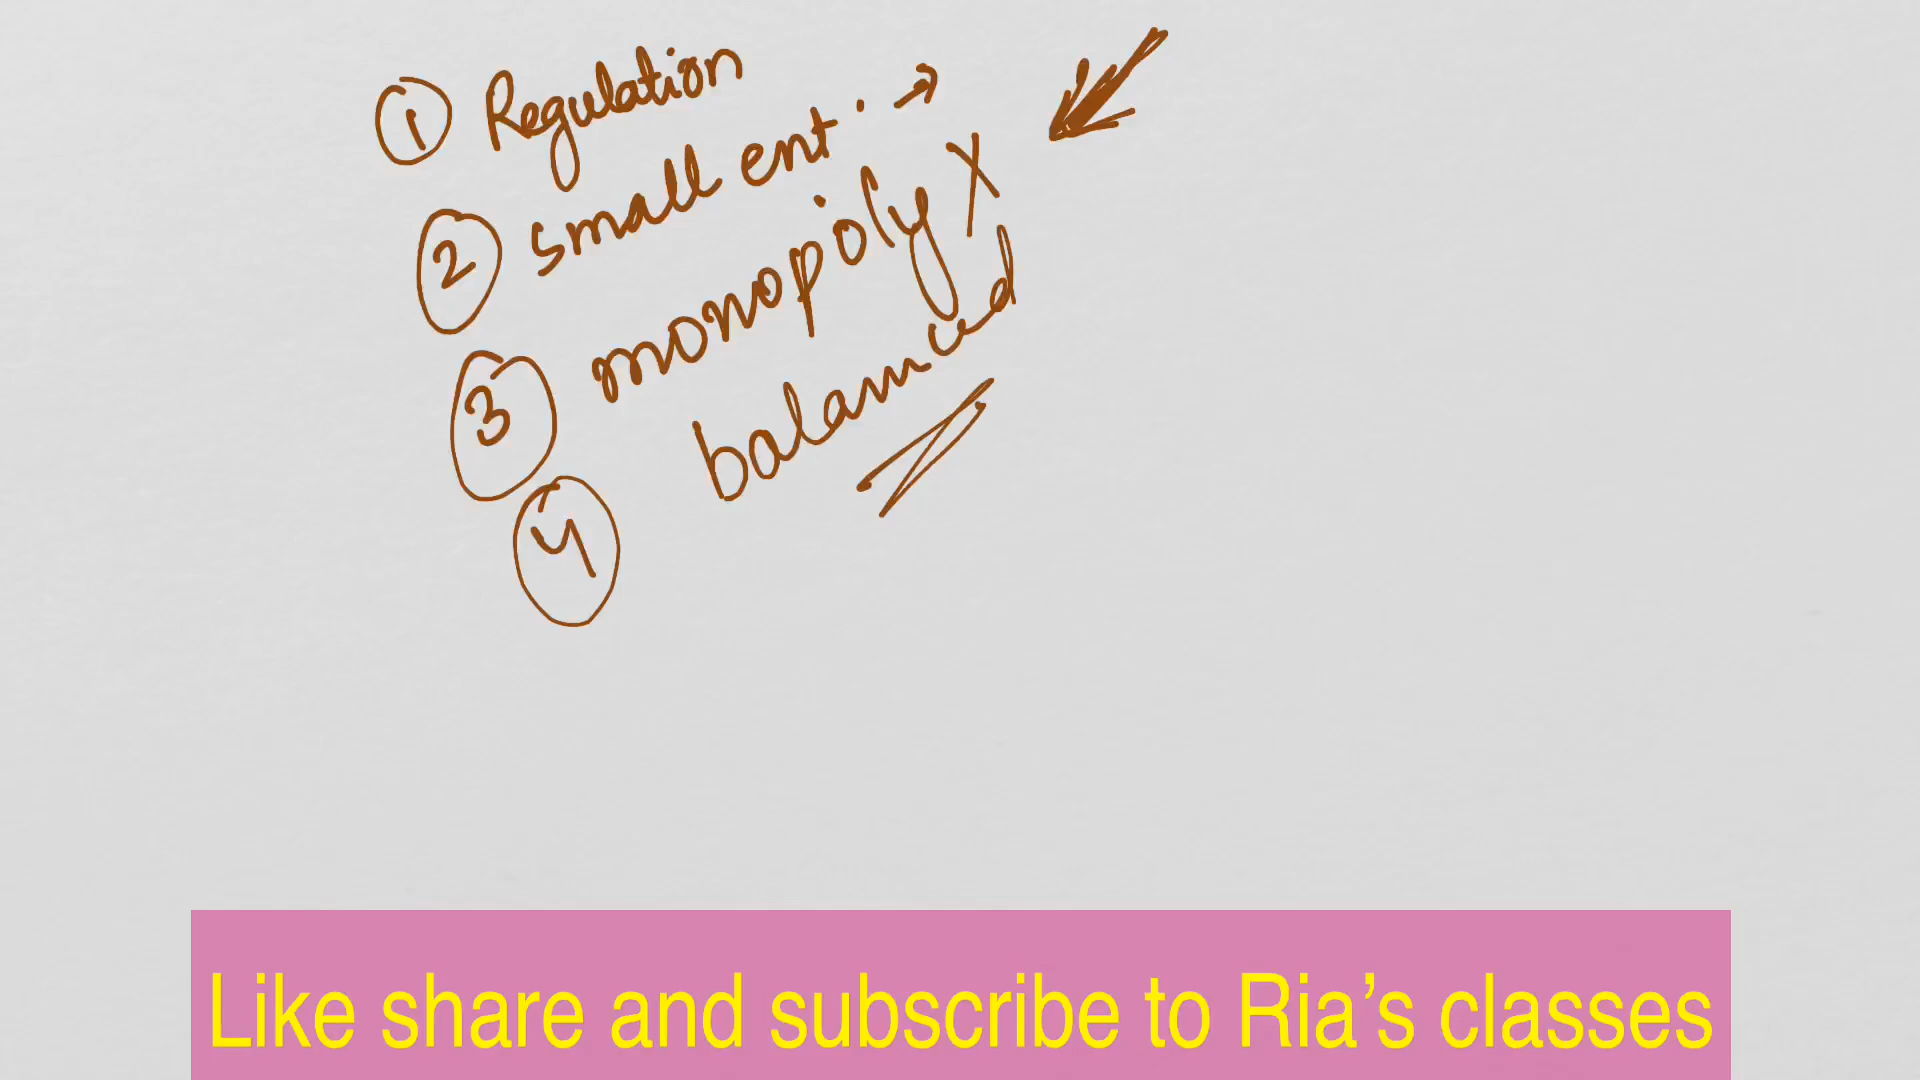 ① Regulation
② small ent. →
③ monopoly X
④ balanced
Like share and subscribe to Ria's classes